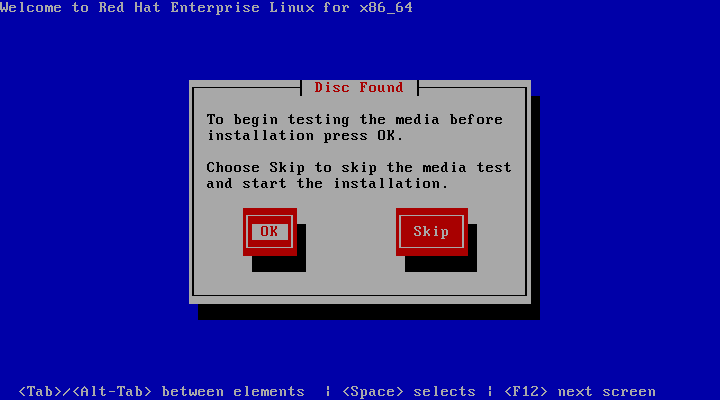 Welcome to Red Hat Enterprise Linux for x86_64
Disc Found
To begin testing the media before
installation press OK.
Choose Skip to skip the media test
and start the installation.
OK Skip
<Tab>/<Alt-Tab> between elements | <Space> selects | <F12> next screen